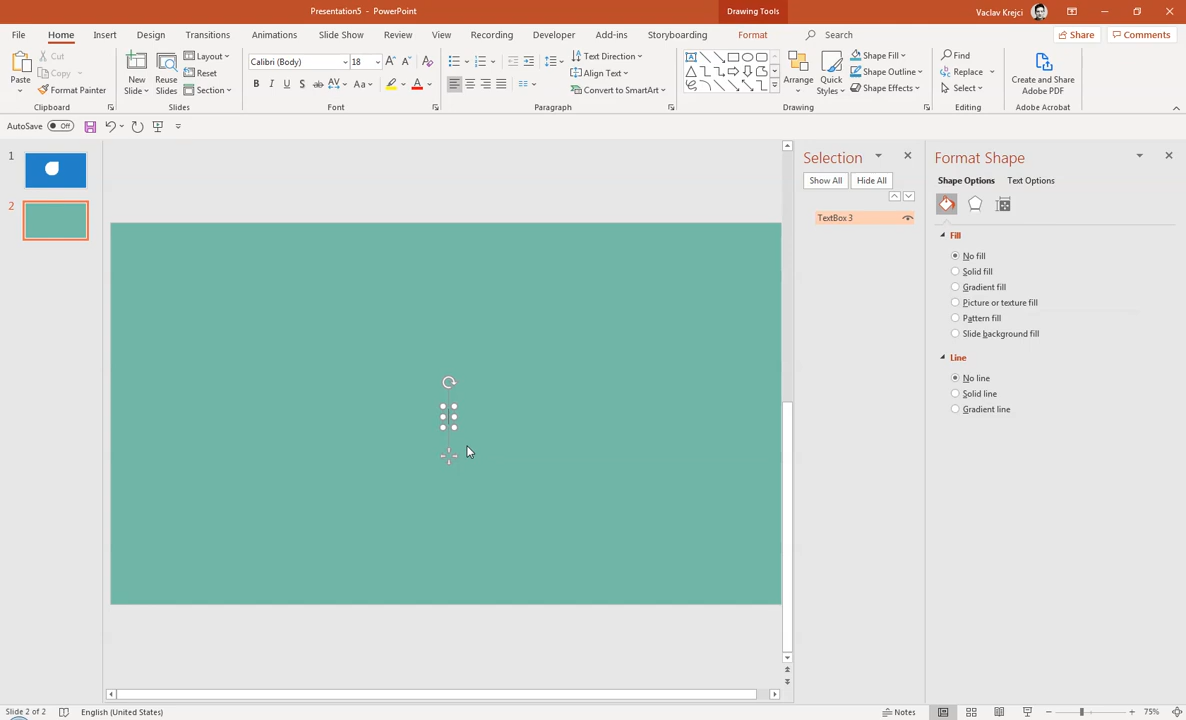 Presentation5 - PowerPoint
Drawing Tools
Vaclav Krejci
File
Home
Insert
Design
Transitions
Animations
Slide Show
Review
View
Recording
Developer
Add-ins
Storyboarding
Format
Search
Share
Comments
Paste
Cut
Copy
Format Painter
Clipboard
New
Slide
Reuse
Slides
Layout
Reset
Section
Slides
Calibri (Body)
18
Font
Text Direction
Align Text
Convert to SmartArt
Paragraph
Arrange
Quick
Styles
Shape Fill
Shape Outline
Shape Effects
Drawing
Find
Replace
Select
Editing
Create and Share
Adobe PDF
Adobe Acrobat
AutoSave
Off
1
2
Selection
Show All
Hide All
TextBox 3
Format Shape
Shape Options
Text Options
Fill
No fill
Solid fill
Gradient fill
Picture or texture fill
Pattern fill
Slide background fill
Line
No line
Solid line
Gradient line
Slide 2 of 2
English (United States)
Notes
75%